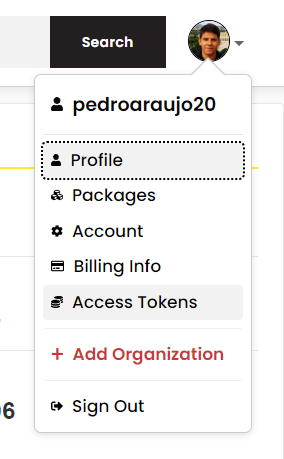 Search
pedroaraujo20
Profile
Packages
Account
Billing Info
Access Tokens
+ Add Organization
Sign Out